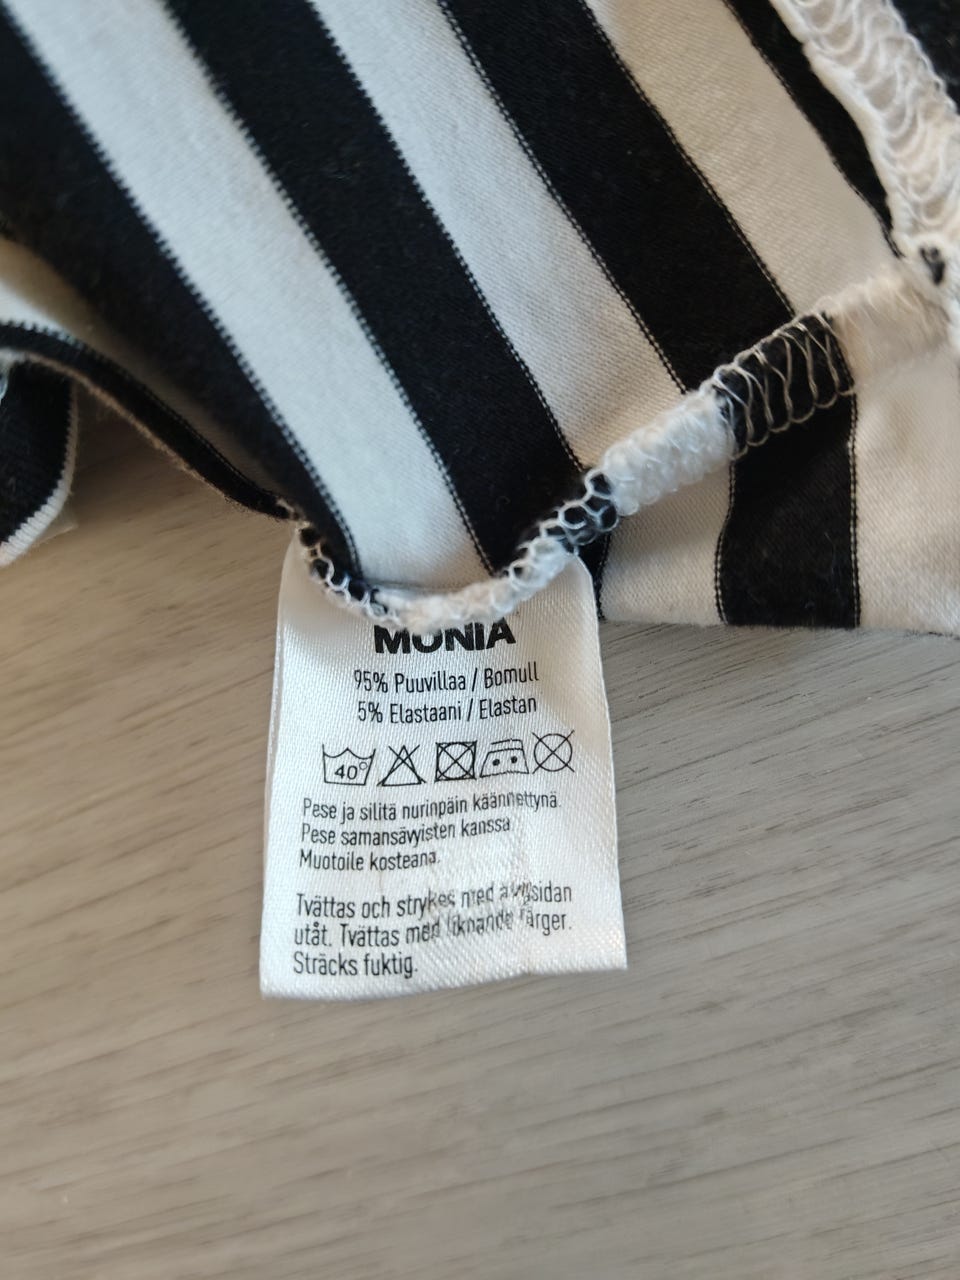 MONIA
95% Puuvillaa / Bomull
5% Elastaani / Elastan
40°
Pese ja silitä nurinpäin käännettynä.
Pese samansävyisten kanssa
Muotoile kosteana.
Tvättas och strykes med avigsidan
utåt. Tvättas med liknande färger.
Sträcks fuktig.